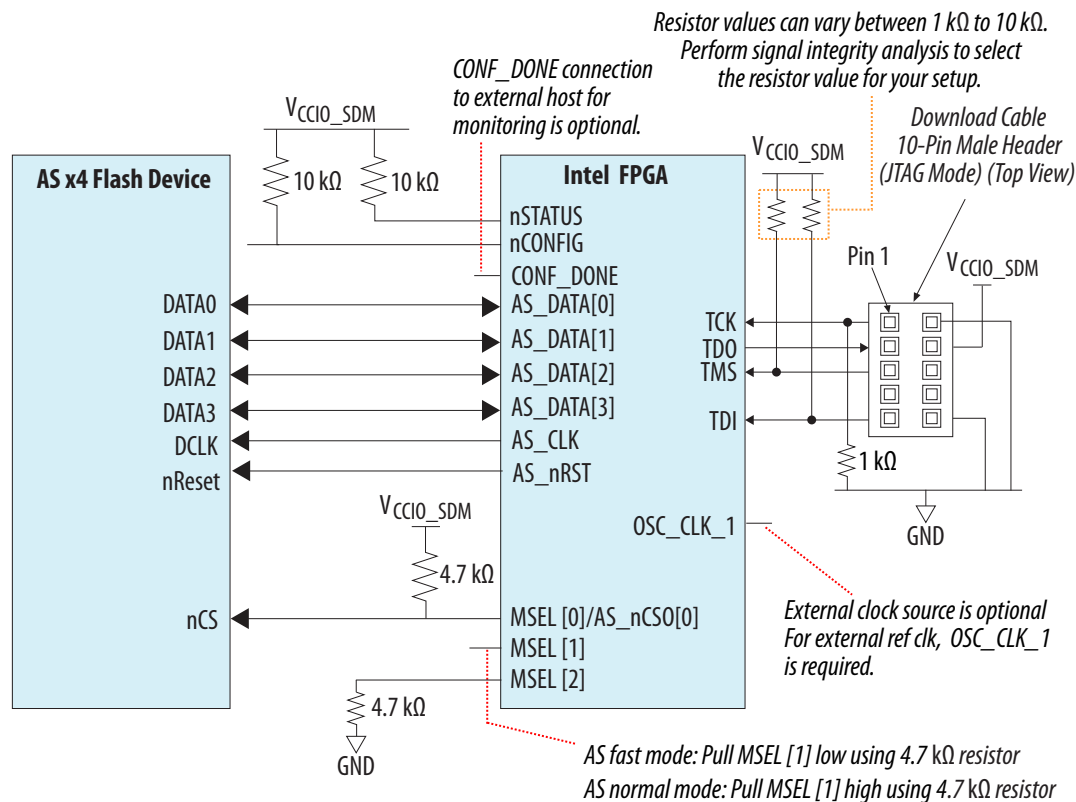 Resistor values can vary between 1 kΩ to 10 kΩ.
Perform signal integrity analysis to select
the resistor value for your setup.
CONF_DONE connection
to external host for
monitoring is optional.
Download Cable
10-Pin Male Header
(JTAG Mode) (Top View)
VCCIO_SDM
VCCIO_SDM
AS x4 Flash Device
10 kΩ
10 kΩ
Intel FPGA
nSTATUS
nCONFIG
CONF_DONE
Pin 1
VCCIO_SDM
DATA0
AS_DATA[0]
TCK
DATA1
AS_DATA[1]
TDO
DATA2
AS_DATA[2]
TMS
DATA3
AS_DATA[3]
TDI
DCLK
AS_CLK
nReset
AS_nRST
1 kΩ
VCCIO_SDM
OSC_CLK_1
GND
4.7 kΩ
nCS
MSEL [0]/AS_nCSO[0]
MSEL [1]
MSEL [2]
External clock source is optional
For external ref clk, OSC_CLK_1
is required.
4.7 kΩ
GND
AS fast mode: Pull MSEL [1] low using 4.7 kΩ resistor
AS normal mode: Pull MSEL [1] high using 4.7 kΩ resistor